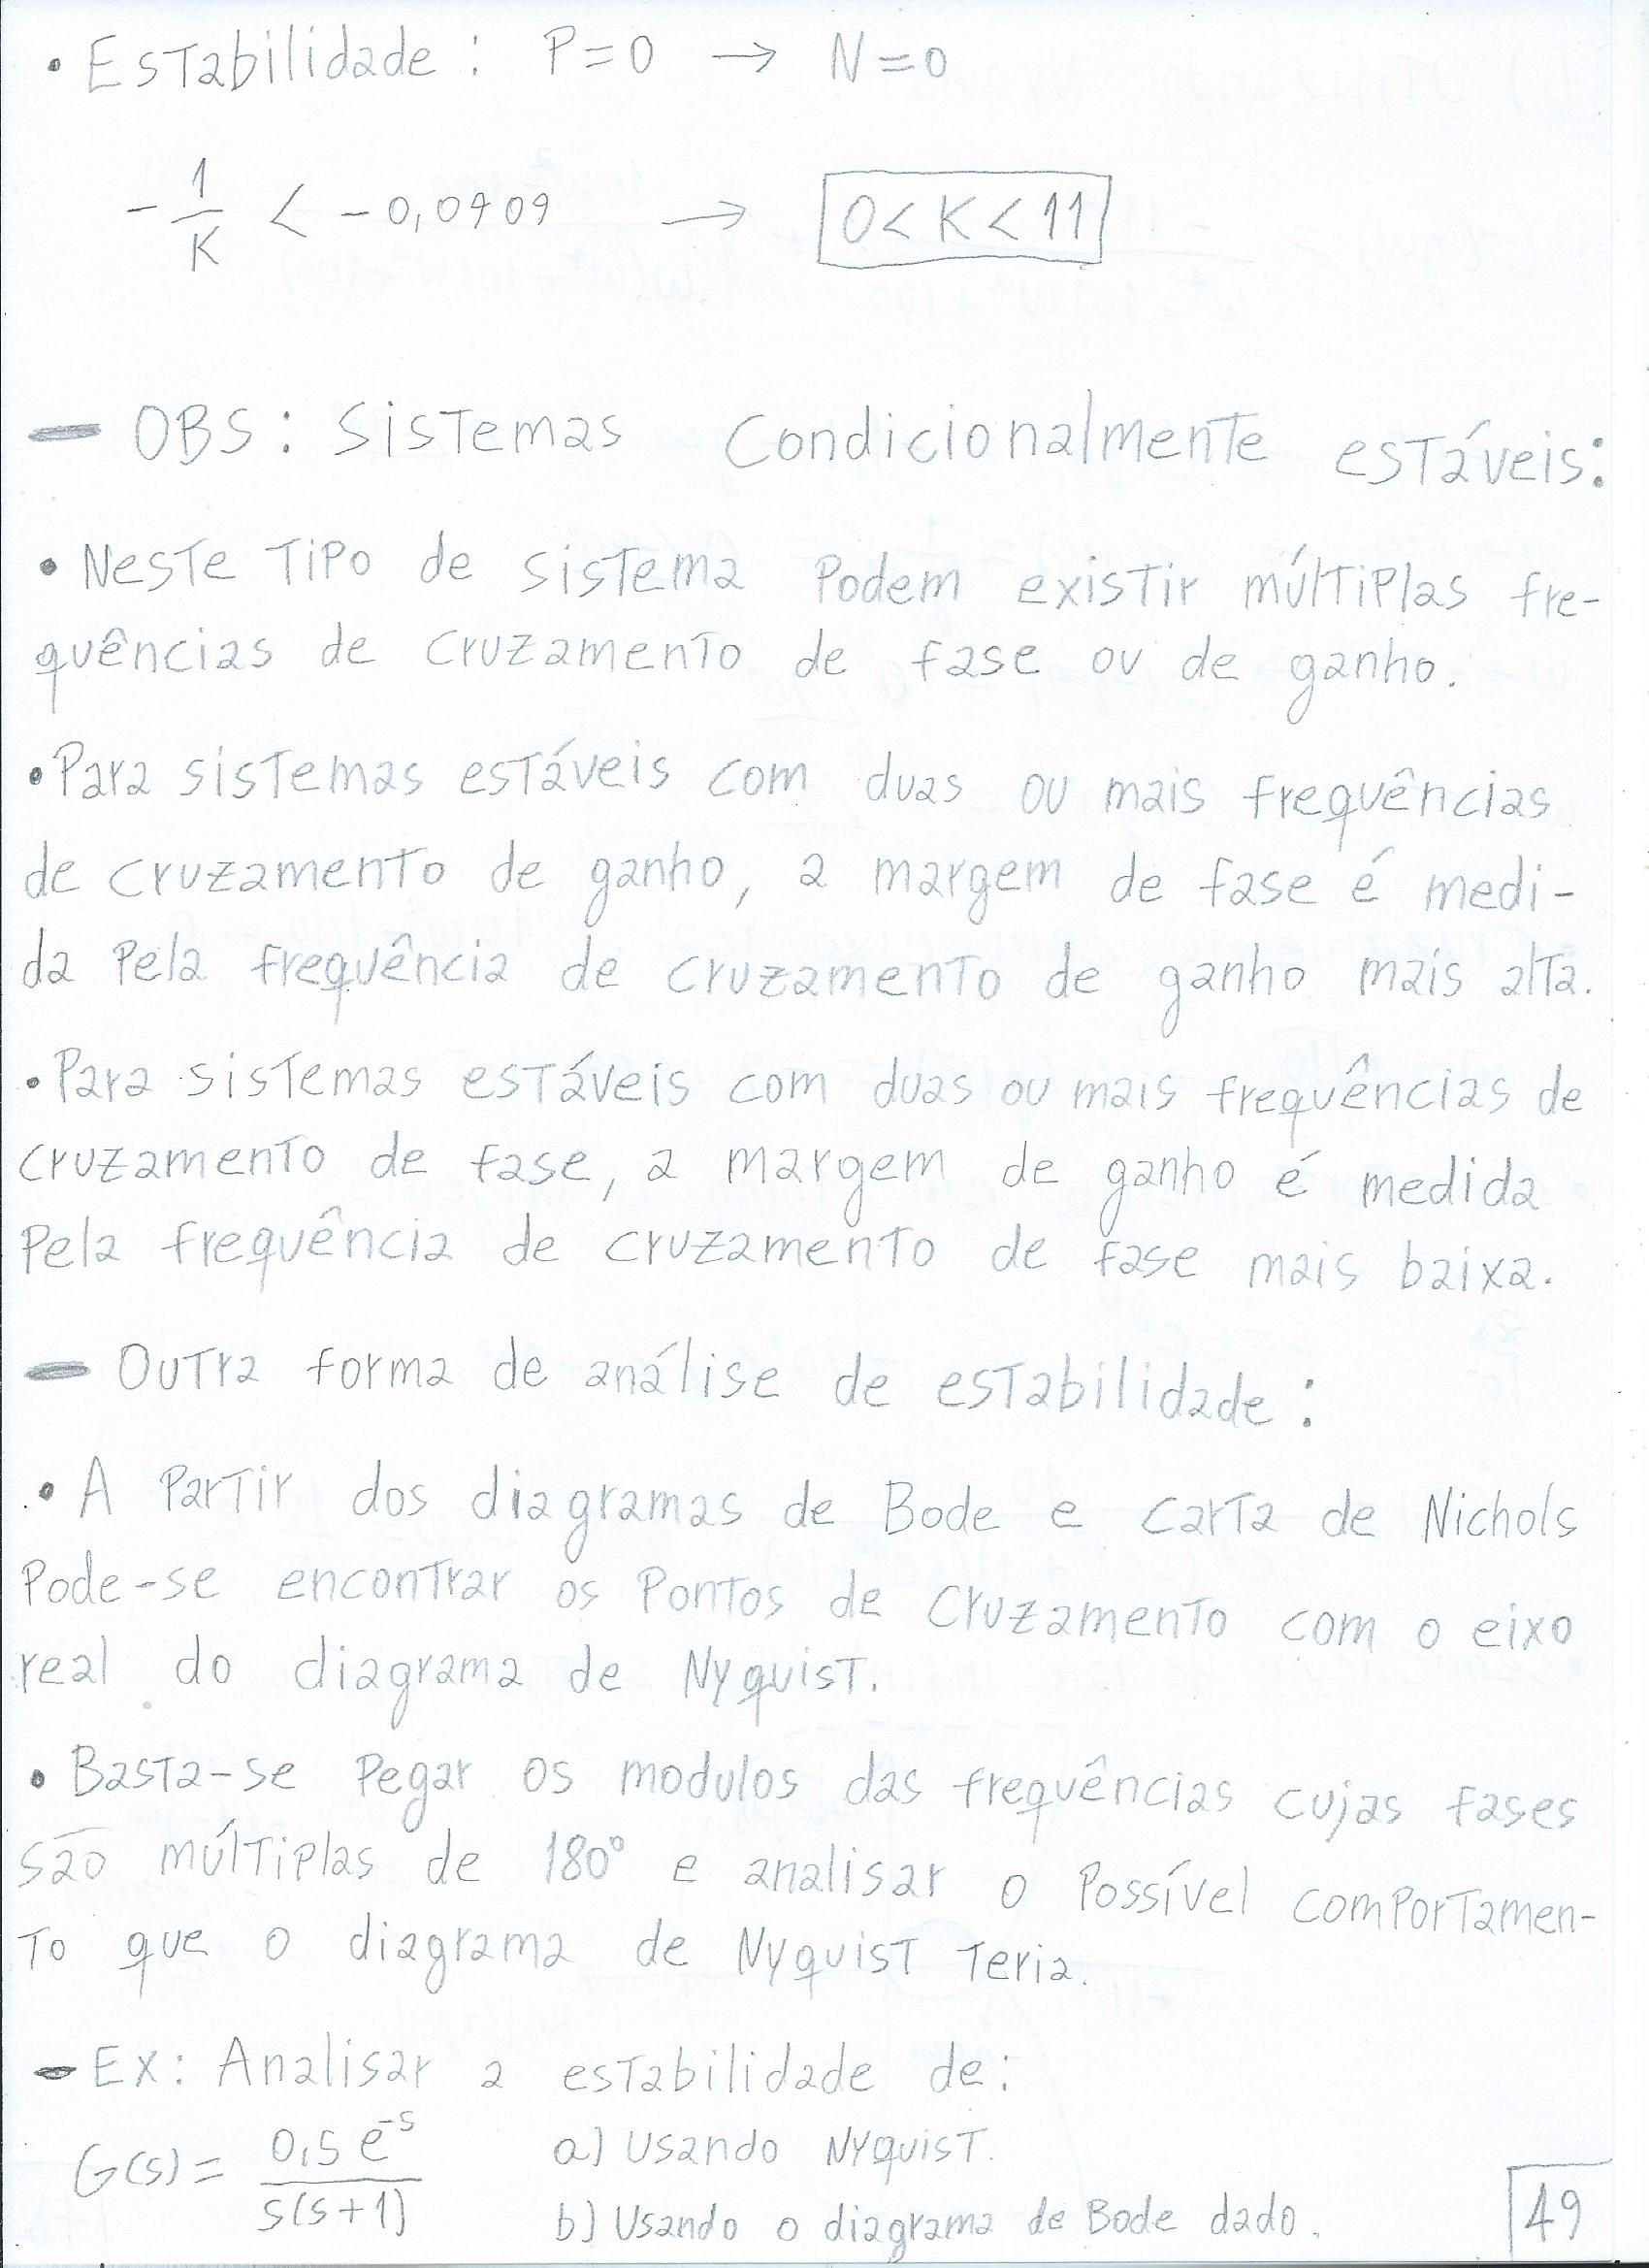 • Estabilidade: P=0 → N=0
- 1/K < -0,0909 → 0<K<11
- OBS: Sistemas Condicionalmente estáveis:
• Neste Tipo de sistema Podem existir múltiplas fre-
quências de cruzamento de fase ou de ganho.
• Para sistemas estáveis com duas ou mais frequências
de cruzamento de ganho, a margem de fase é medi-
da Pela frequência de cruzamento de ganho mais alta.
• Para sistemas estáveis com duas ou mais frequências de
cruzamento de fase, a margem de ganho é medida
Pela frequência de cruzamento de fase mais baixa.
- Outra forma de análise de estabilidade:
• A Partir dos diagramas de Bode e carta de Nichols
Pode-se encontrar os Pontos de Cruzamento com o eixo
real do diagrama de Nyquist.
• Basta-se Pegar os modulos das frequências cujas fases
são múltiplas de 180° e analisar o Possível comportamen-
To que o diagrama de Nyquist Teria.
- Ex: Analisar a estabilidade de:
G(s) = 0,5 e^-s / s(s+1)
a) Usando Nyquist.
b) Usando o diagrama de Bode dado.
49